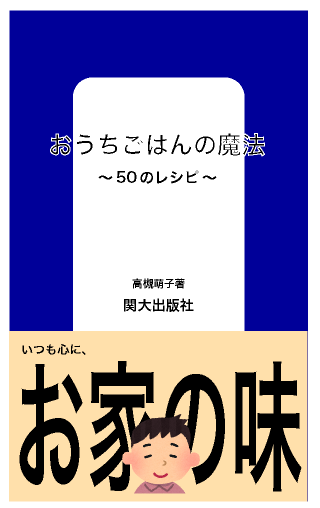 おうちごはんの魔法
～50のレシピ～
高槻萌子著
関大出版社
いつも心に、
お家の味